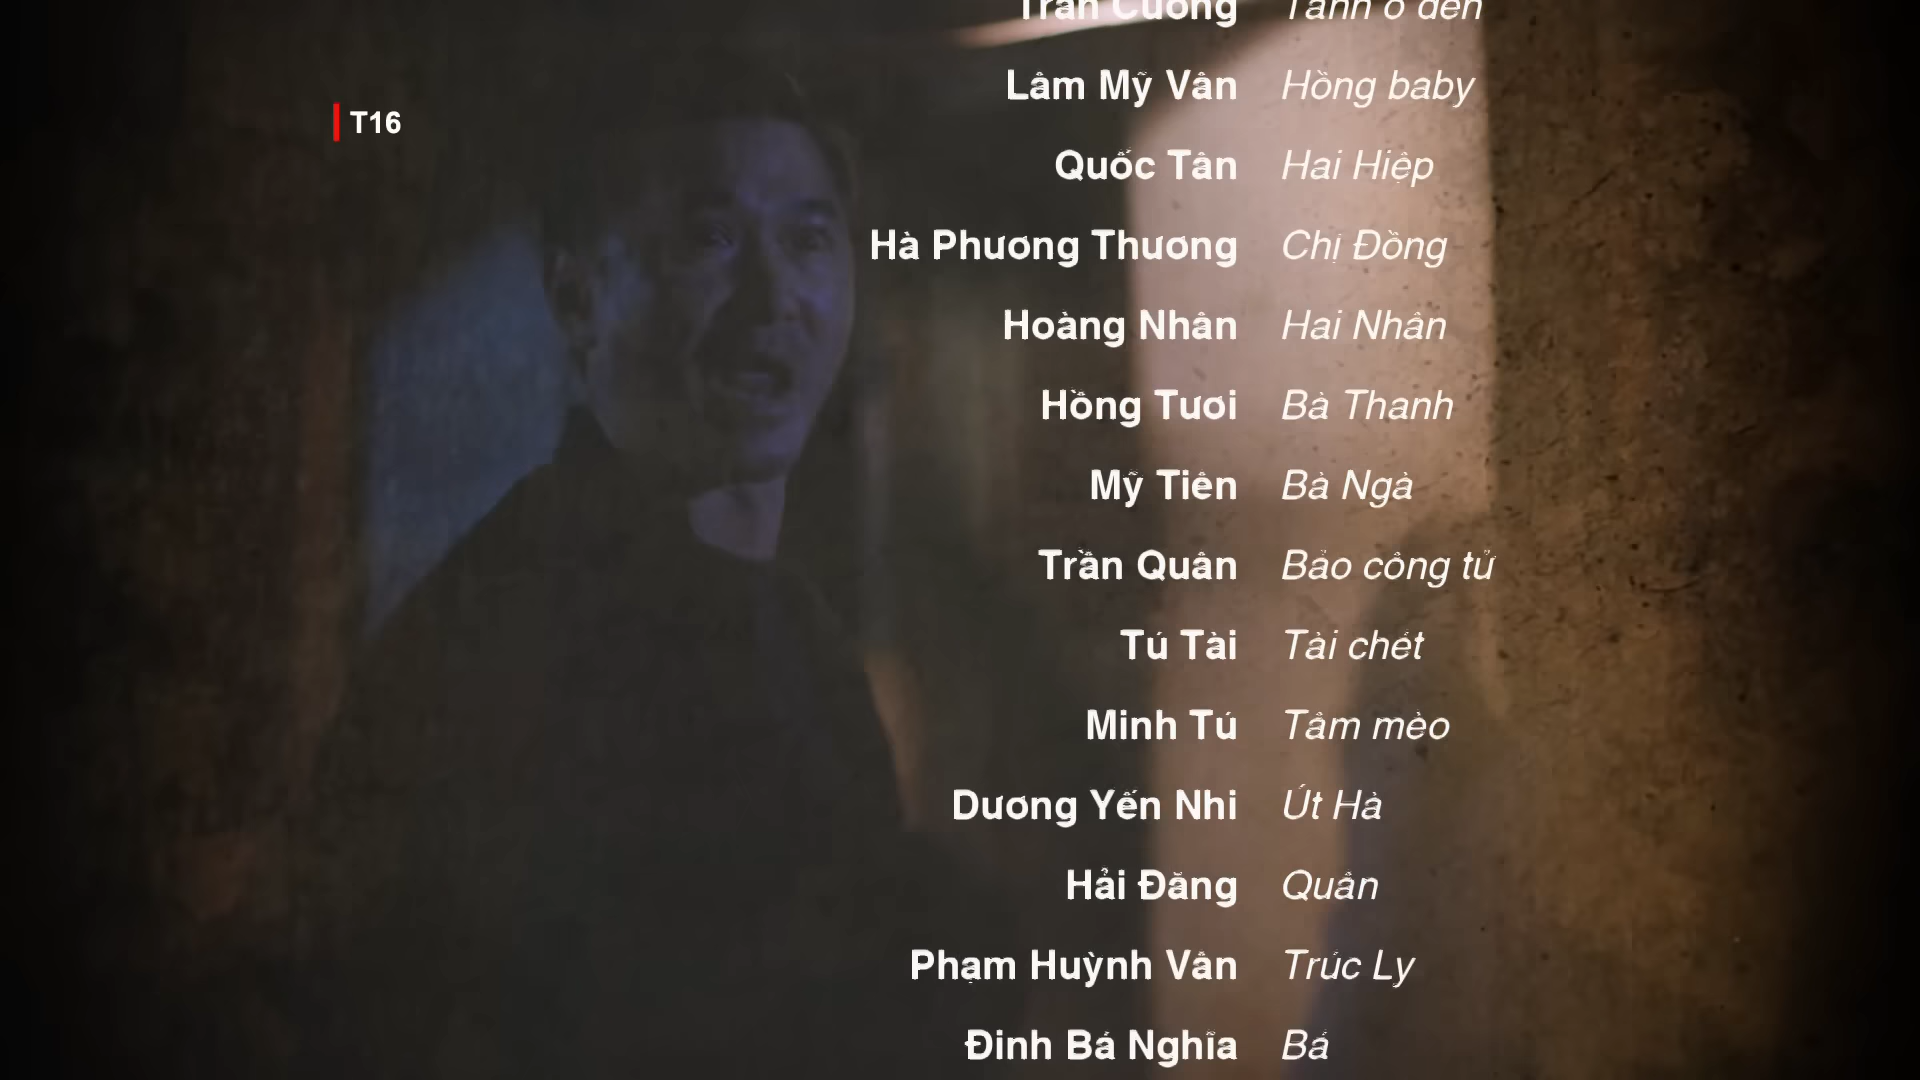 Lâm Mỹ Vân Hồng baby
T16
Quốc Tân Hai Hiệp
Hà Phương Thương Chị Đồng
Hoàng Nhân Hai Nhân
Hồng Tươi Bà Thanh
Mỹ Tiên Bà Ngà
Trần Quân Bảo công tử
Tú Tài Tài chết
Minh Tú Tâm mèo
Dương Yến Nhi Út Hà
Hải Đăng Quân
Phạm Huỳnh Vân Trúc Ly
Đinh Bá Nghĩa Bá